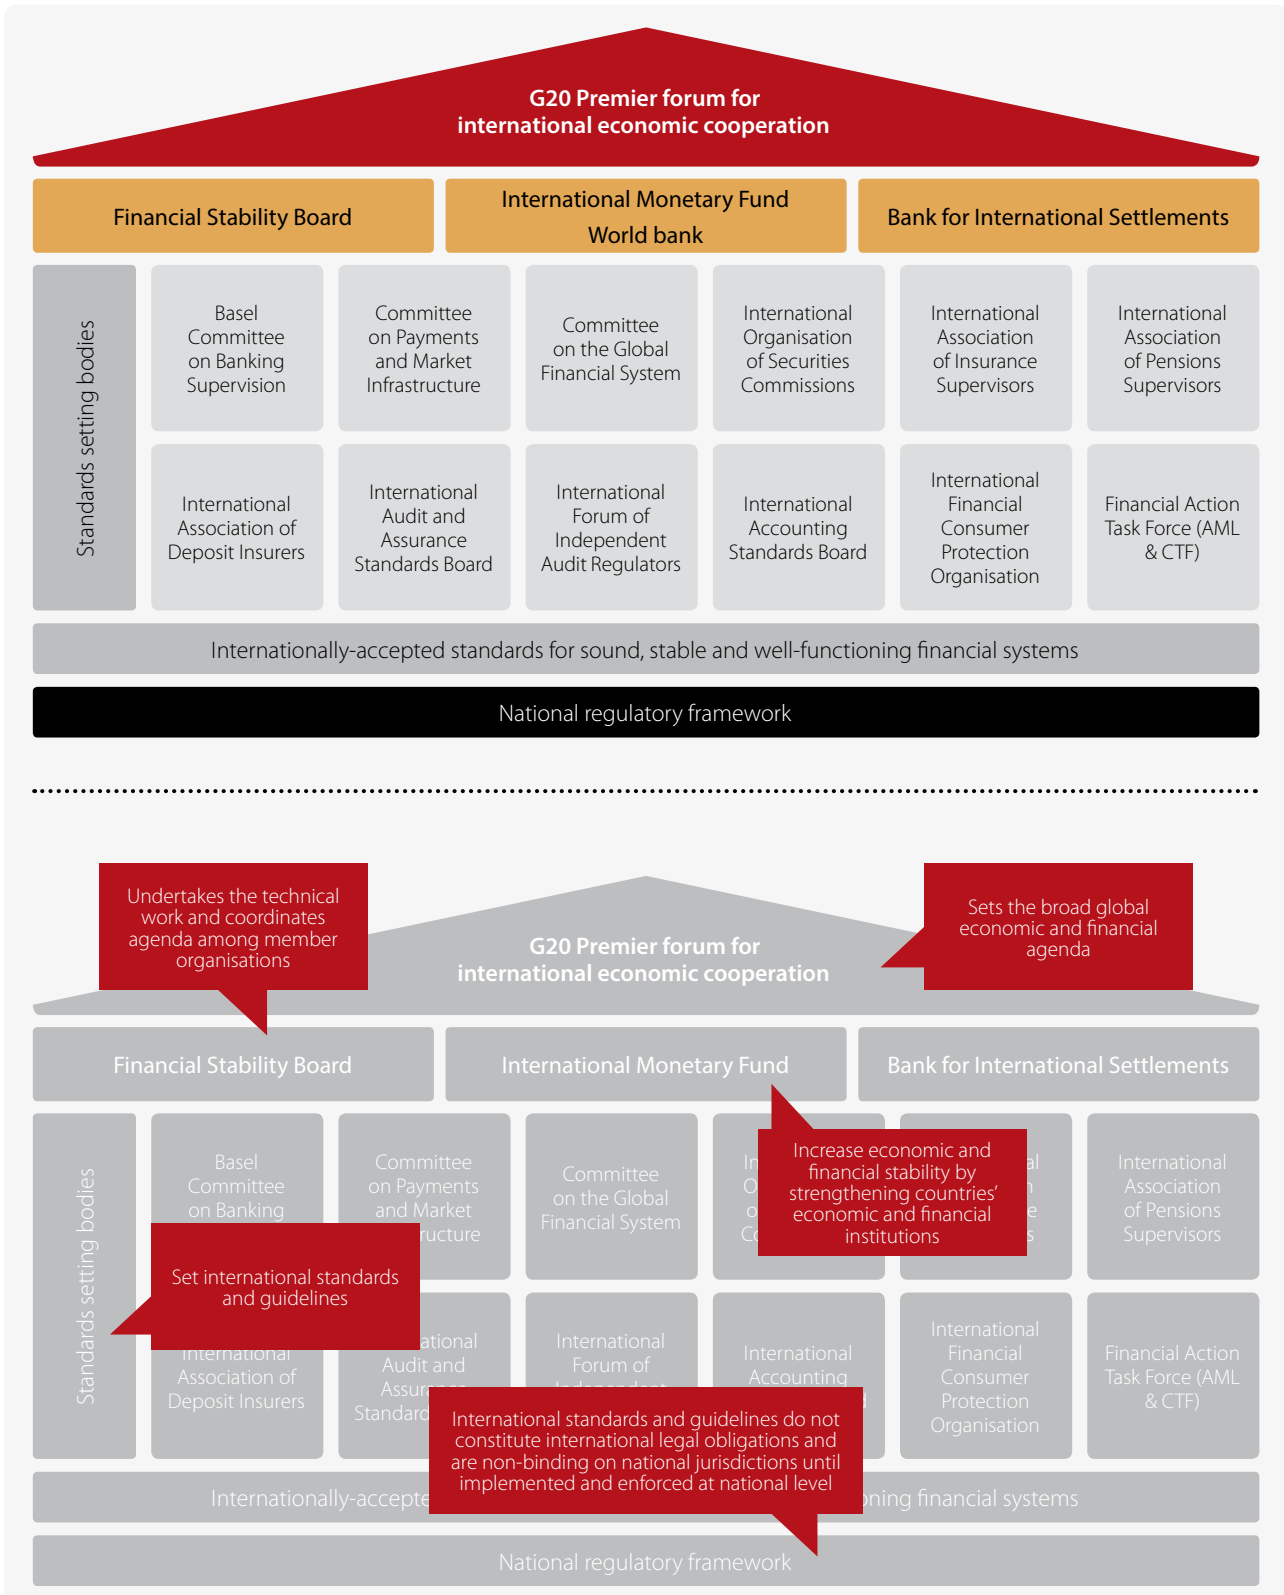 G20 Premier forum for
international economic cooperation
Financial Stability Board
International Monetary Fund
World bank
Bank for International Settlements
Standards setting bodies
Basel
Committee
on Banking
Supervision
Committee
on Payments
and Market
Infrastructure
Committee
on the Global
Financial System
International
Organisation
of Securities
Commissions
International
Association
of Insurance
Supervisors
International
Association
of Pensions
Supervisors
International
Association of
Deposit Insurers
International
Audit and
Assurance
Standards Board
International
Forum of
Independent
Audit Regulators
International
Accounting
Standards Board
International
Financial
Consumer
Protection
Organisation
Financial Action
Task Force (AML
& CTF)
Internationally-accepted standards for sound, stable and well-functioning financial systems
National regulatory framework
Undertakes the technical
work and coordinates
agenda among member
organisations
G20 Premier forum for
international economic cooperation
Sets the broad global
economic and financial
agenda
Financial Stability Board
International Monetary Fund
Bank for International Settlements
Standards setting bodies
Basel
Committee
on Banking
Committee
on Payments
and Market
Committee
on the Global
Financial System
Increase economic and
financial stability by
strengthening countries'
economic and financial
institutions
International
Association
of Pensions
Supervisors
Set international standards
and guidelines
International
Association of
Deposit Insurers
Audit and
International
Forum of
International
Accounting
International
Financial
Consumer
Protection
Organisation
Financial Action
Task Force (AML
& CTF)
International standards and guidelines do not
constitute international legal obligations and
are non-binding on national jurisdictions until
implemented and enforced at national level
financial systems
National regulatory framework